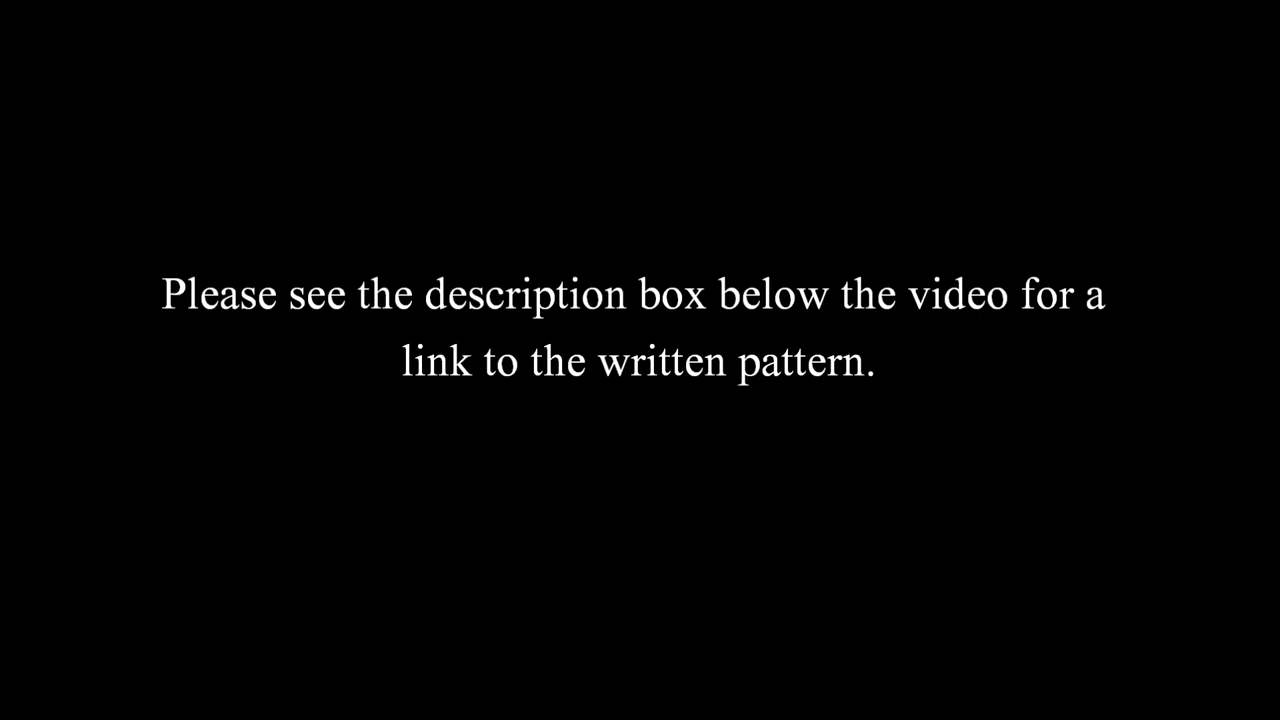 Please see the description box below the video for a
link to the written pattern.